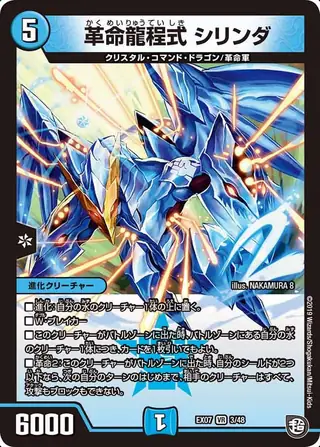 かくめいりゅうていしき
5
革命龍程式 シリンダ
クリスタル・コマンド・ドラゴン/革命軍
illus. NAKAMURA 8
進化クリーチャー
■進化:自分の水のクリーチャー1体の上に置く。
■W・ブレイカー
■このクリーチャーがバトルゾーンに出た時、バトルゾーンにある自分の水
のクリーチャー1体につき、カードを1枚引いてもよい。
■革命2:このクリーチャーがバトルゾーンに出た時、自分のシールドが2つ
以下なら、次の自分のターンのはじめまで、相手のクリーチャーはすべて、
攻撃もブロックもできない。
6000
1
EX07 VR 3/48
超
©2019 Wizards/Shogakukan/Mitsui-Kids